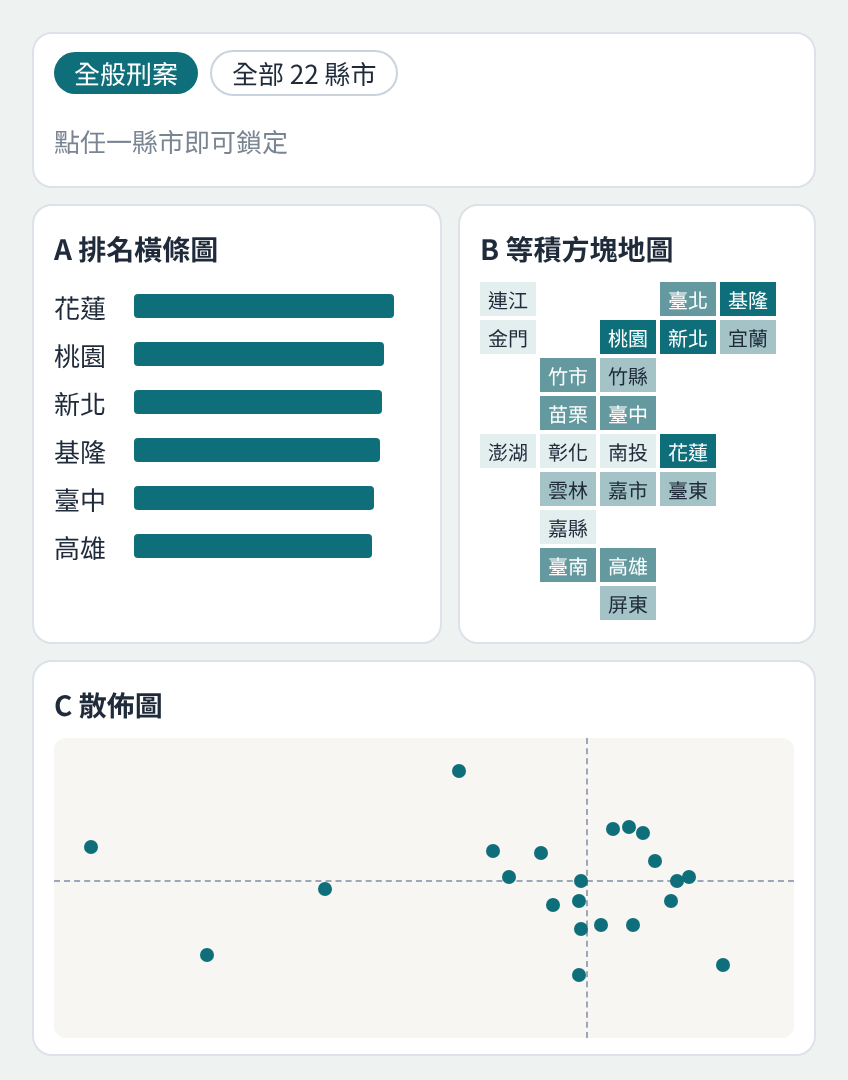 全般刑案 全部 22 縣市
點任一縣市即可鎖定
A 排名橫條圖
花蓮
桃園
新北
基隆
臺中
高雄
B 等積方塊地圖
連江 臺北 基隆
金門 桃園 新北 宜蘭
竹市 竹縣
苗栗 臺中
澎湖 彰化 南投 花蓮
雲林 嘉市 臺東
嘉縣
臺南 高雄
屏東
C 散佈圖